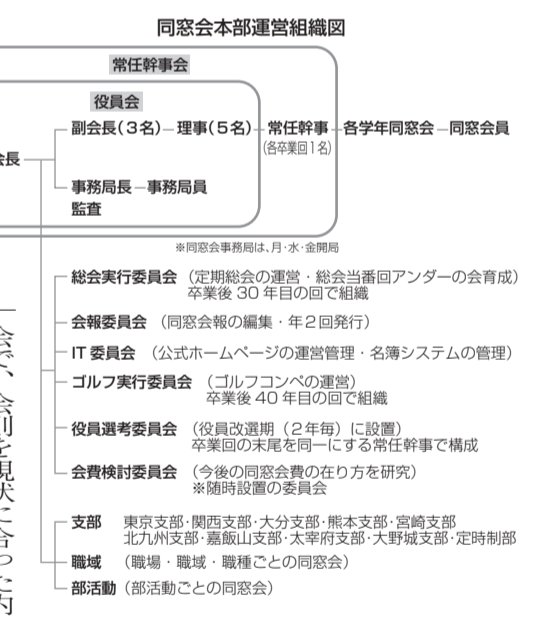 同窓会本部運営組織図
常任幹事会
役員会
会長
副会長(3名) 理事(5名) 常任幹事 各学年同窓会 同窓会員
(各卒業回1名)
事務局長 事務局員
監査
※同窓会事務局は、月・水・金開局
総会実行委員会 (定期総会の運営・総会当番回アンダーの会育成)
卒業後30年目の回で組織
会報委員会 (同窓会報の編集・年2回発行)
IT委員会 (公式ホームページの運営管理・名簿システムの管理)
ゴルフ実行委員会 (ゴルフコンペの運営)
卒業後40年目の回で組織
役員選考委員会 (役員改選期(2年毎)に設置)
卒業回の末尾を同一にする常任幹事で構成
会費検討委員会 (今後の同窓会費の在り方を研究)
※随時設置の委員会
支部 東京支部・関西支部・大分支部・熊本支部・宮崎支部
北九州支部・嘉飯山支部・太宰府支部・大野城支部・定時制部
職域 (職場・職域・職種ごとの同窓会)
部活動 (部活動ごとの同窓会)
会で、会則を現状に合った内